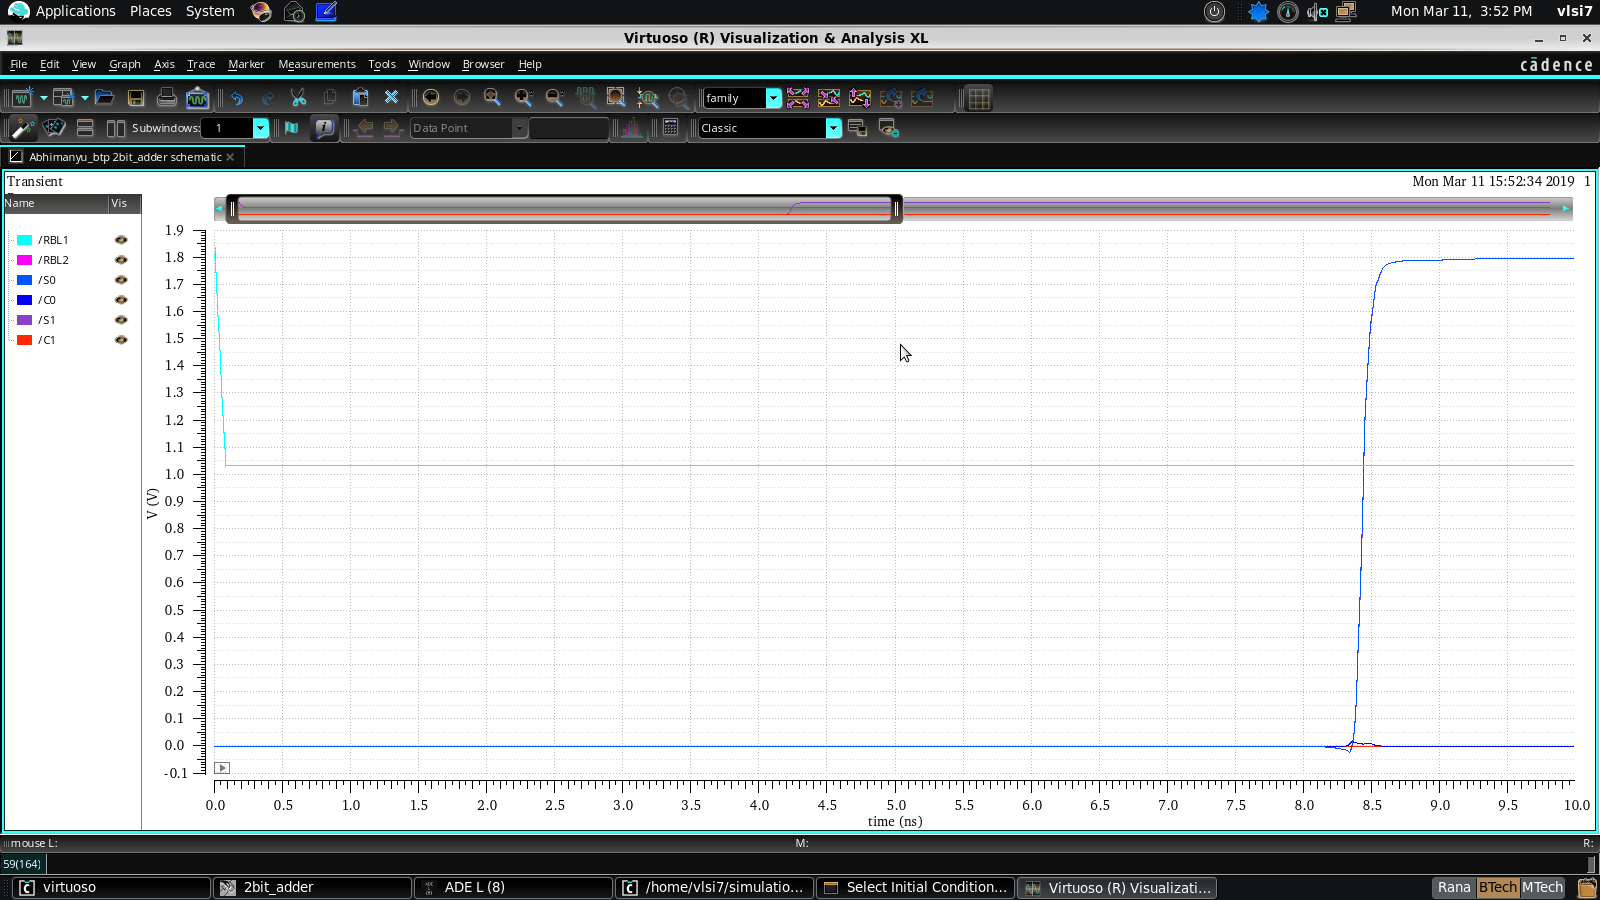 Applications Places System Mon Mar 11, 3:52 PM vlsi7
Virtuoso (R) Visualization & Analysis XL
File Edit View Graph Axis Trace Marker Measurements Tools Window Browser Help cādence
family
Subwindows: 1 Data Point Classic
Abhimanyu_btp 2bit_adder schematic
Transient Mon Mar 11 15:52:34 2019 1
Name Vis
/RBL1
/RBL2
/S0
/C0
/S1
/C1
1.9
1.8
1.7
1.6
1.5
1.4
1.3
1.2
1.1
1.0
0.9
0.8
0.7
0.6
0.5
0.4
0.3
0.2
0.1
0.0
-0.1
V (V)
0.0 0.5 1.0 1.5 2.0 2.5 3.0 3.5 4.0 4.5 5.0 5.5 6.0 6.5 7.0 7.5 8.0 8.5 9.0 9.5 10.0
time (ns)
mouse L: M: R:
59(164)
virtuoso 2bit_adder ADE L (8) /home/vlsi7/simulatio... Select Initial Condition... Virtuoso (R) Visualizati... Rana BTech MTech